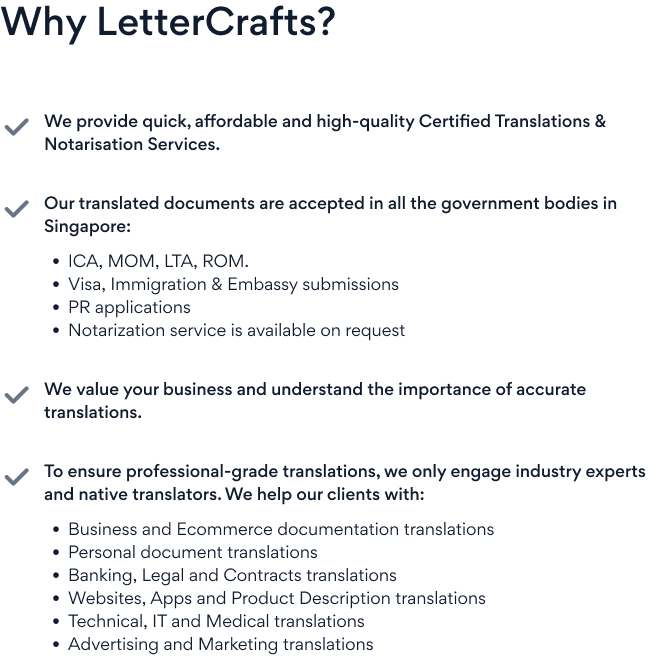 Why LetterCrafts?
We provide quick, affordable and high-quality Certified Translations &
Notarisation Services.
Our translated documents are accepted in all the government bodies in
Singapore:
• ICA, MOM, LTA, ROM.
• Visa, Immigration & Embassy submissions
• PR applications
• Notarization service is available on request
We value your business and understand the importance of accurate
translations.
To ensure professional-grade translations, we only engage industry experts
and native translators. We help our clients with:
• Business and Ecommerce documentation translations
• Personal document translations
• Banking, Legal and Contracts translations
• Websites, Apps and Product Description translations
• Technical, IT and Medical translations
• Advertising and Marketing translations